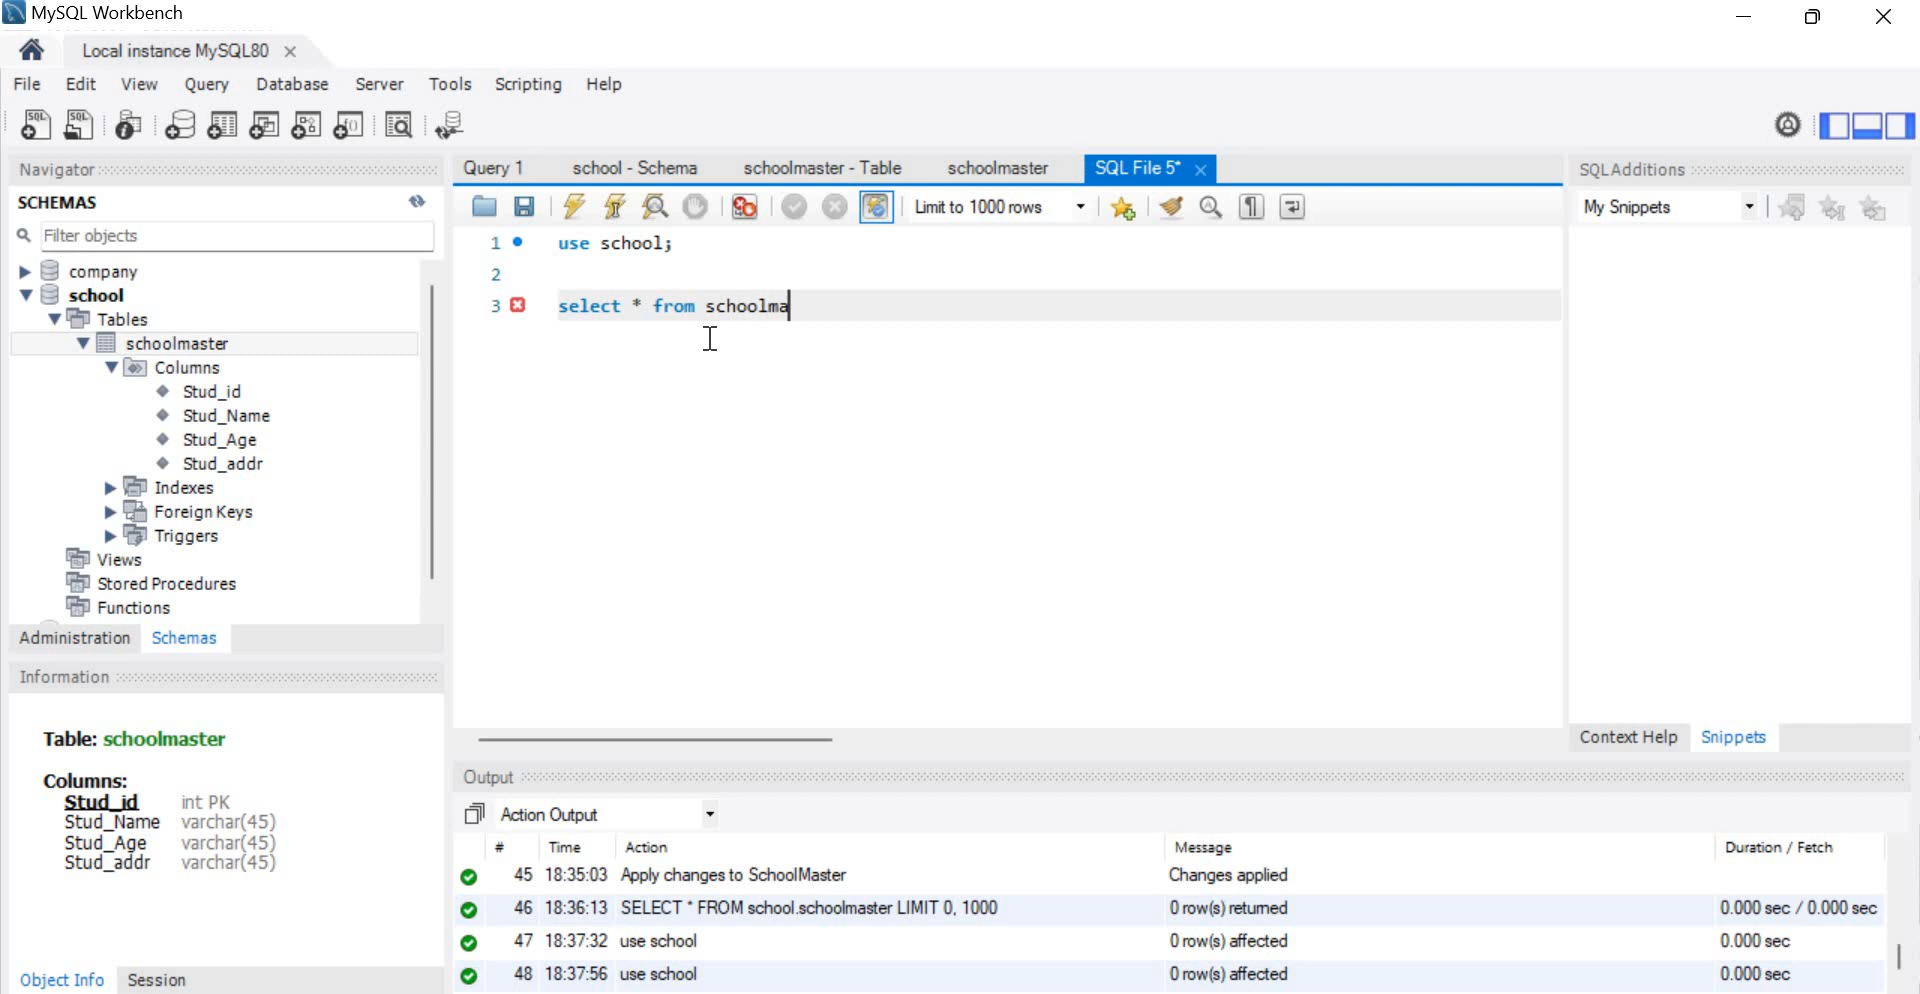 MySQL Workbench
Local instance MySQL80
File Edit View Query Database Server Tools Scripting Help
Navigator
SCHEMAS
Filter objects
company
school
Tables
schoolmaster
Columns
Stud_id
Stud_Name
Stud_Age
Stud_addr
Indexes
Foreign Keys
Triggers
Views
Stored Procedures
Functions
Administration Schemas
Information
Table: schoolmaster
Columns:
Stud_id int PK
Stud_Name varchar(45)
Stud_Age varchar(45)
Stud_addr varchar(45)
Object Info Session
Query 1 school - Schema schoolmaster - Table schoolmaster SQL File 5*
Limit to 1000 rows
1 use school;
2
3 select * from schoolma
SQLAdditions
My Snippets
Context Help Snippets
Output
Action Output
# Time Action Message Duration / Fetch
45 18:35:03 Apply changes to SchoolMaster Changes applied
46 18:36:13 SELECT * FROM school.schoolmaster LIMIT 0, 1000 0 row(s) returned 0.000 sec / 0.000 sec
47 18:37:32 use school 0 row(s) affected 0.000 sec
48 18:37:56 use school 0 row(s) affected 0.000 sec